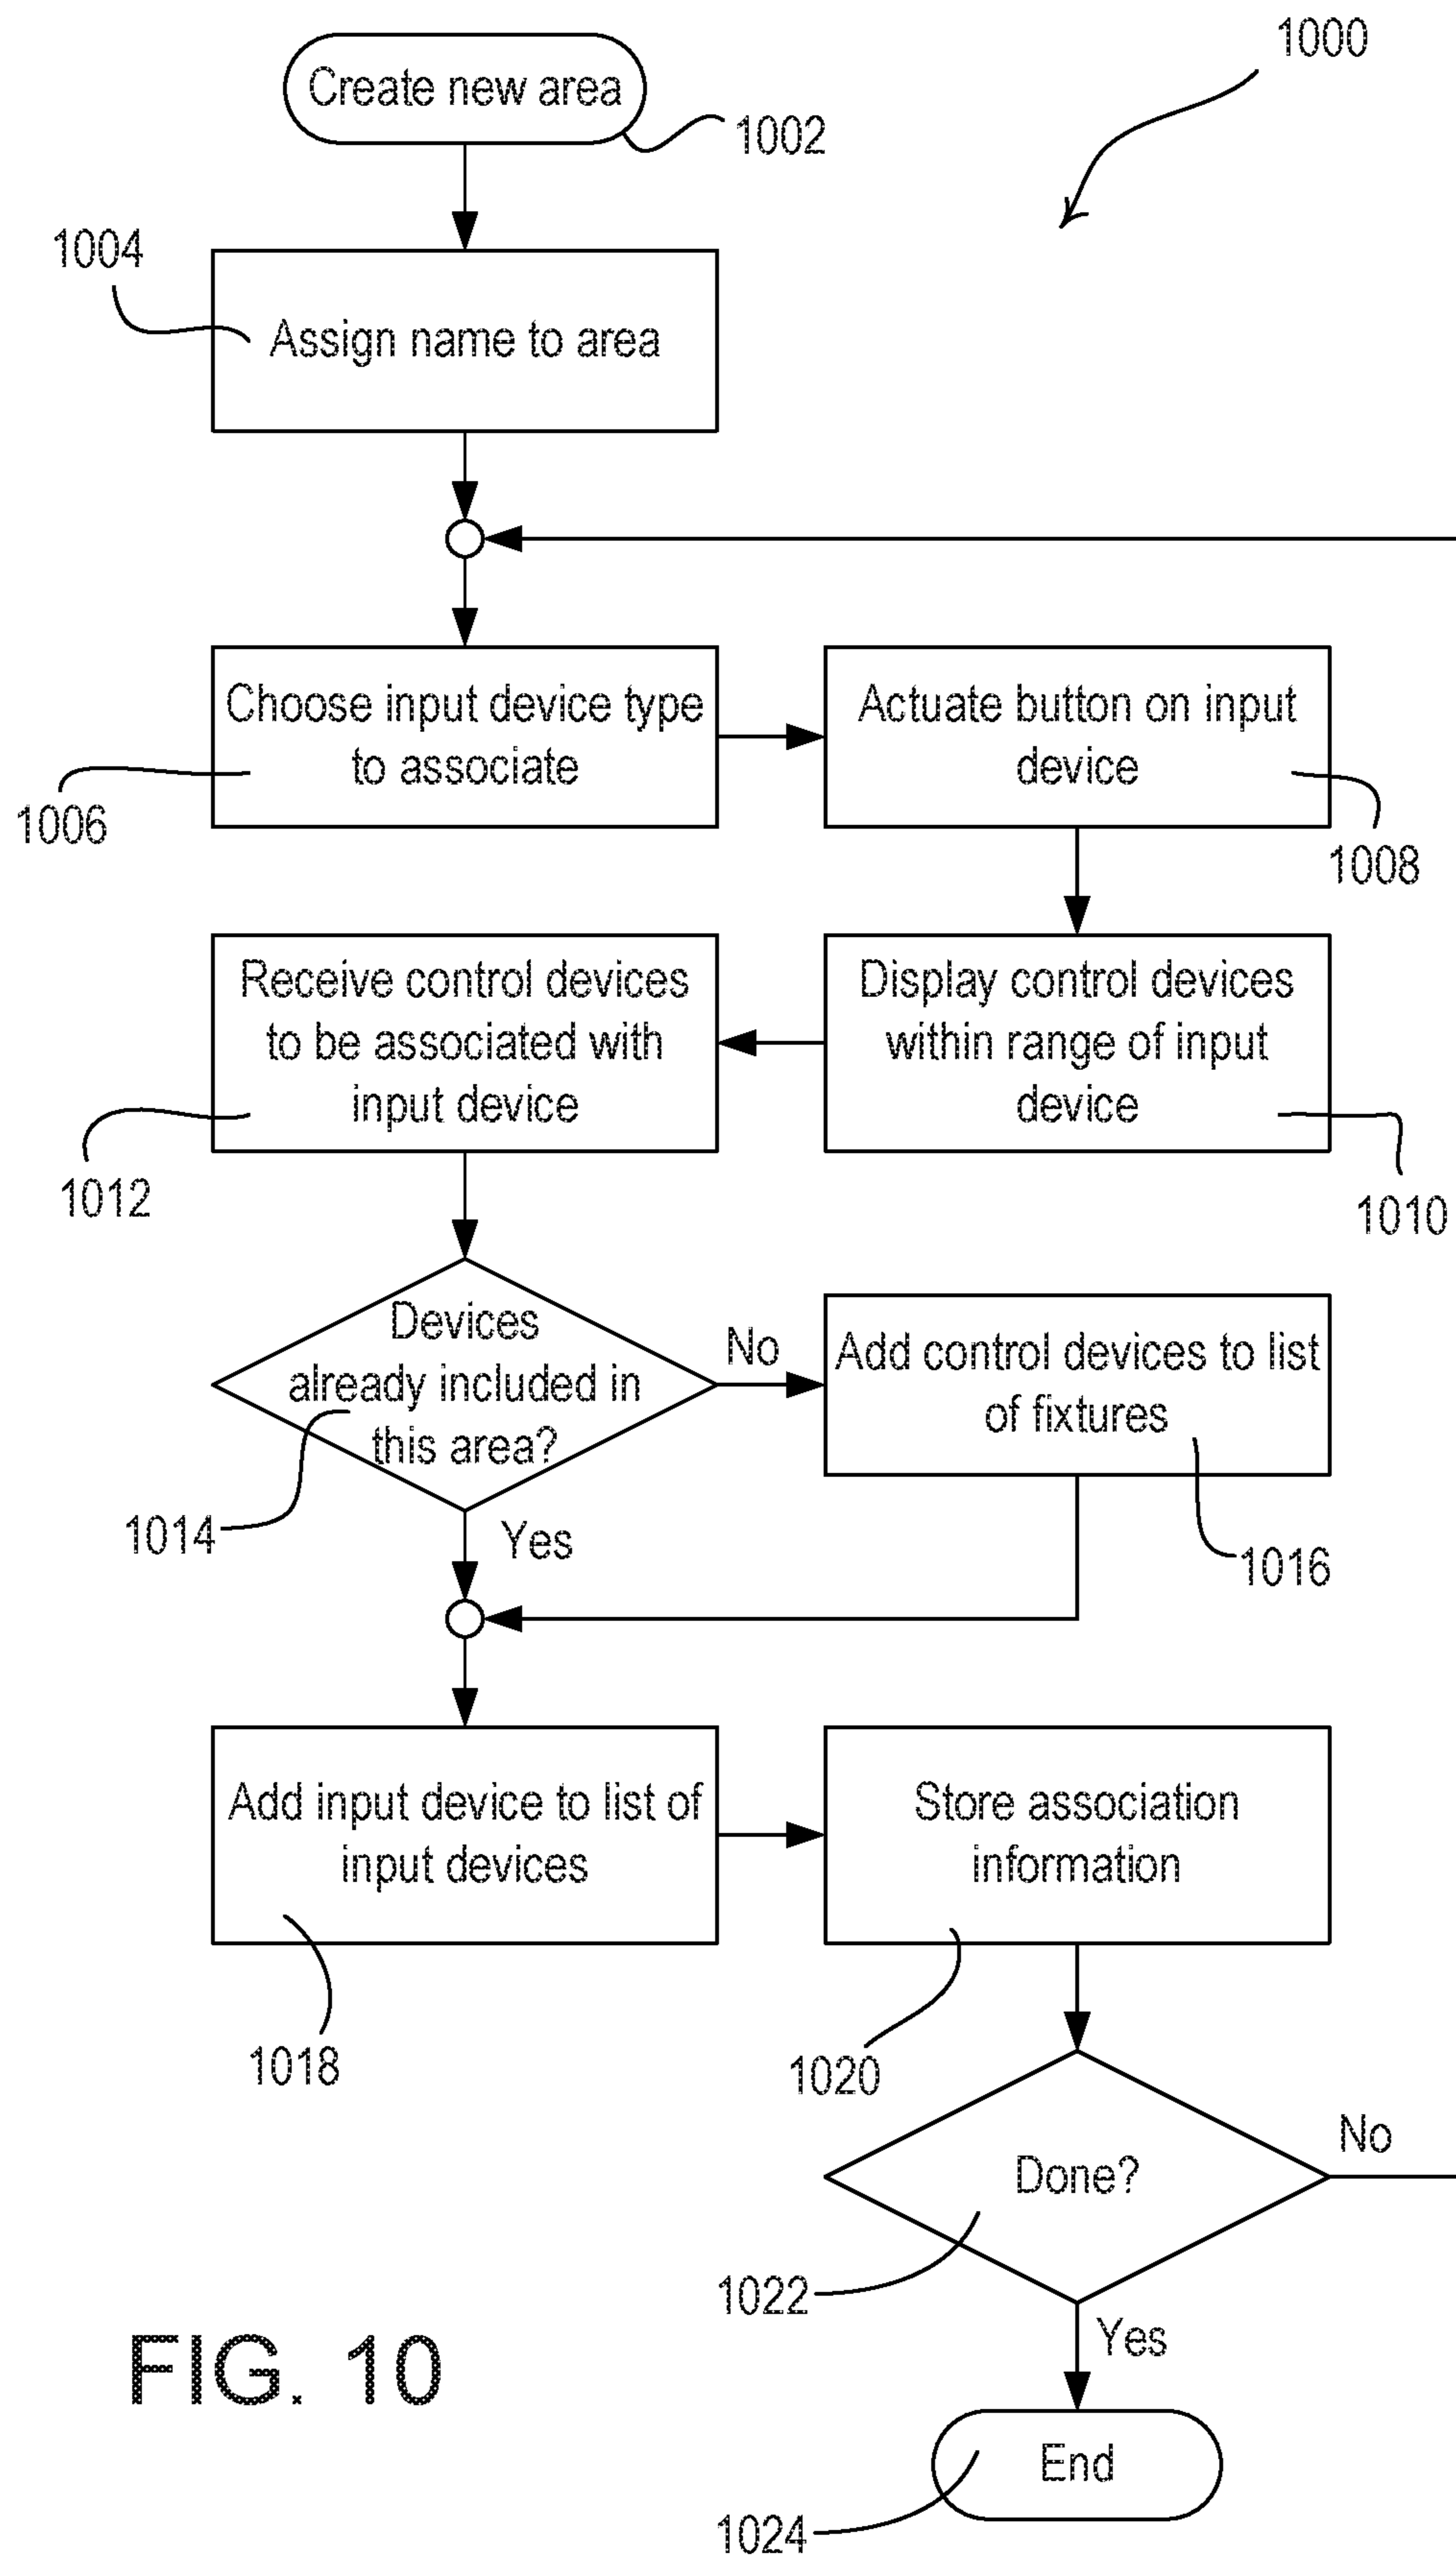 1000
Create new area
1002
1004
Assign name to area
Choose input device type
to associate
1006
Actuate button on input
device
1008
Receive control devices
to be associated with
input device
1012
Display control devices
within range of input
device
1010
Devices
already included in
this area?
1014
No
Yes
Add control devices to list
of fixtures
1016
Add input device to list of
input devices
1018
Store association
information
1020
Done?
1022
No
Yes
End
1024
FIG. 10